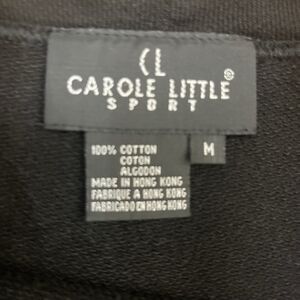 CL
CAROLE LITTLE®
SPORT
100% COTTON
COTON
ALGODON
M
MADE IN HONG KONG
FABRIQUE A HONG KONG
FABRICADO EN HONG KONG